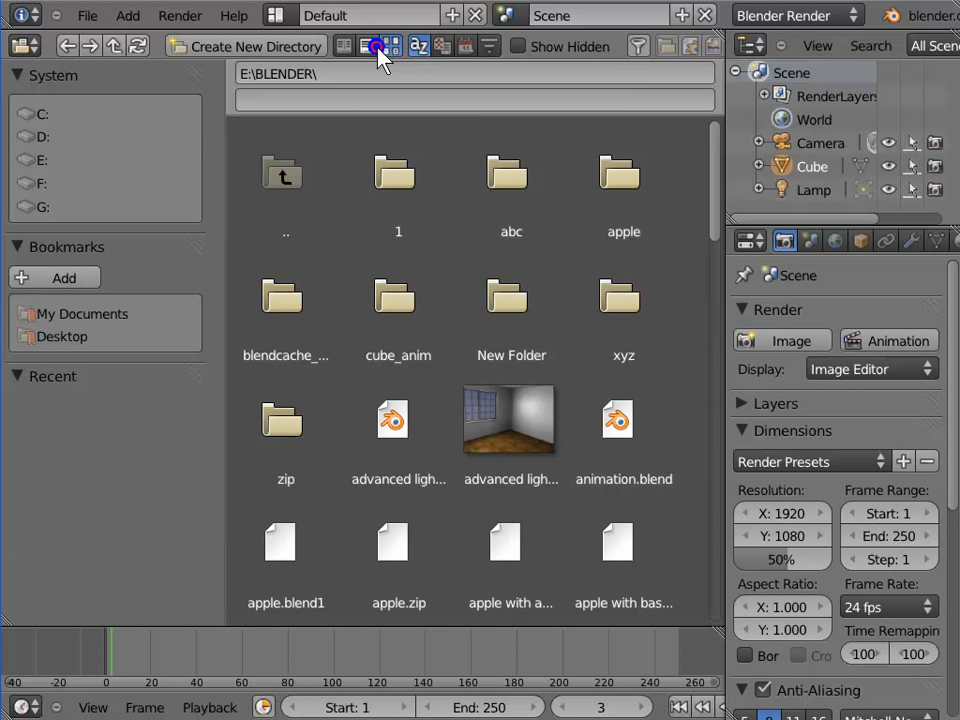 File Add Render Help Default Scene Blender Render
Create New Directory Show Hidden View Search All Scen
System
E:\BLENDER\
Scene
RenderLayers
World
Camera
Cube
Lamp
C:
D:
E:
F:
G:
Bookmarks
Add
My Documents
Desktop
Recent
.. 1 abc apple
blendcache_... cube_anim New Folder xyz
zip advanced ligh... advanced ligh... animation.blend
apple.blend1 apple.zip apple with a... apple with bas...
Scene
Render
Image Animation
Display: Image Editor
Layers
Dimensions
Render Presets
Resolution: Frame Range:
X: 1920 Start: 1
Y: 1080 End: 250
50% Step: 1
Aspect Ratio: Frame Rate:
X: 1.000 24 fps
Y: 1.000 Time Remappin
Bor Cro 100 100
Anti-Aliasing
-40 -20 0 20 40 60 80 100 120 140 160 180 200 220 240 260
View Frame Playback Start: 1 End: 250 3